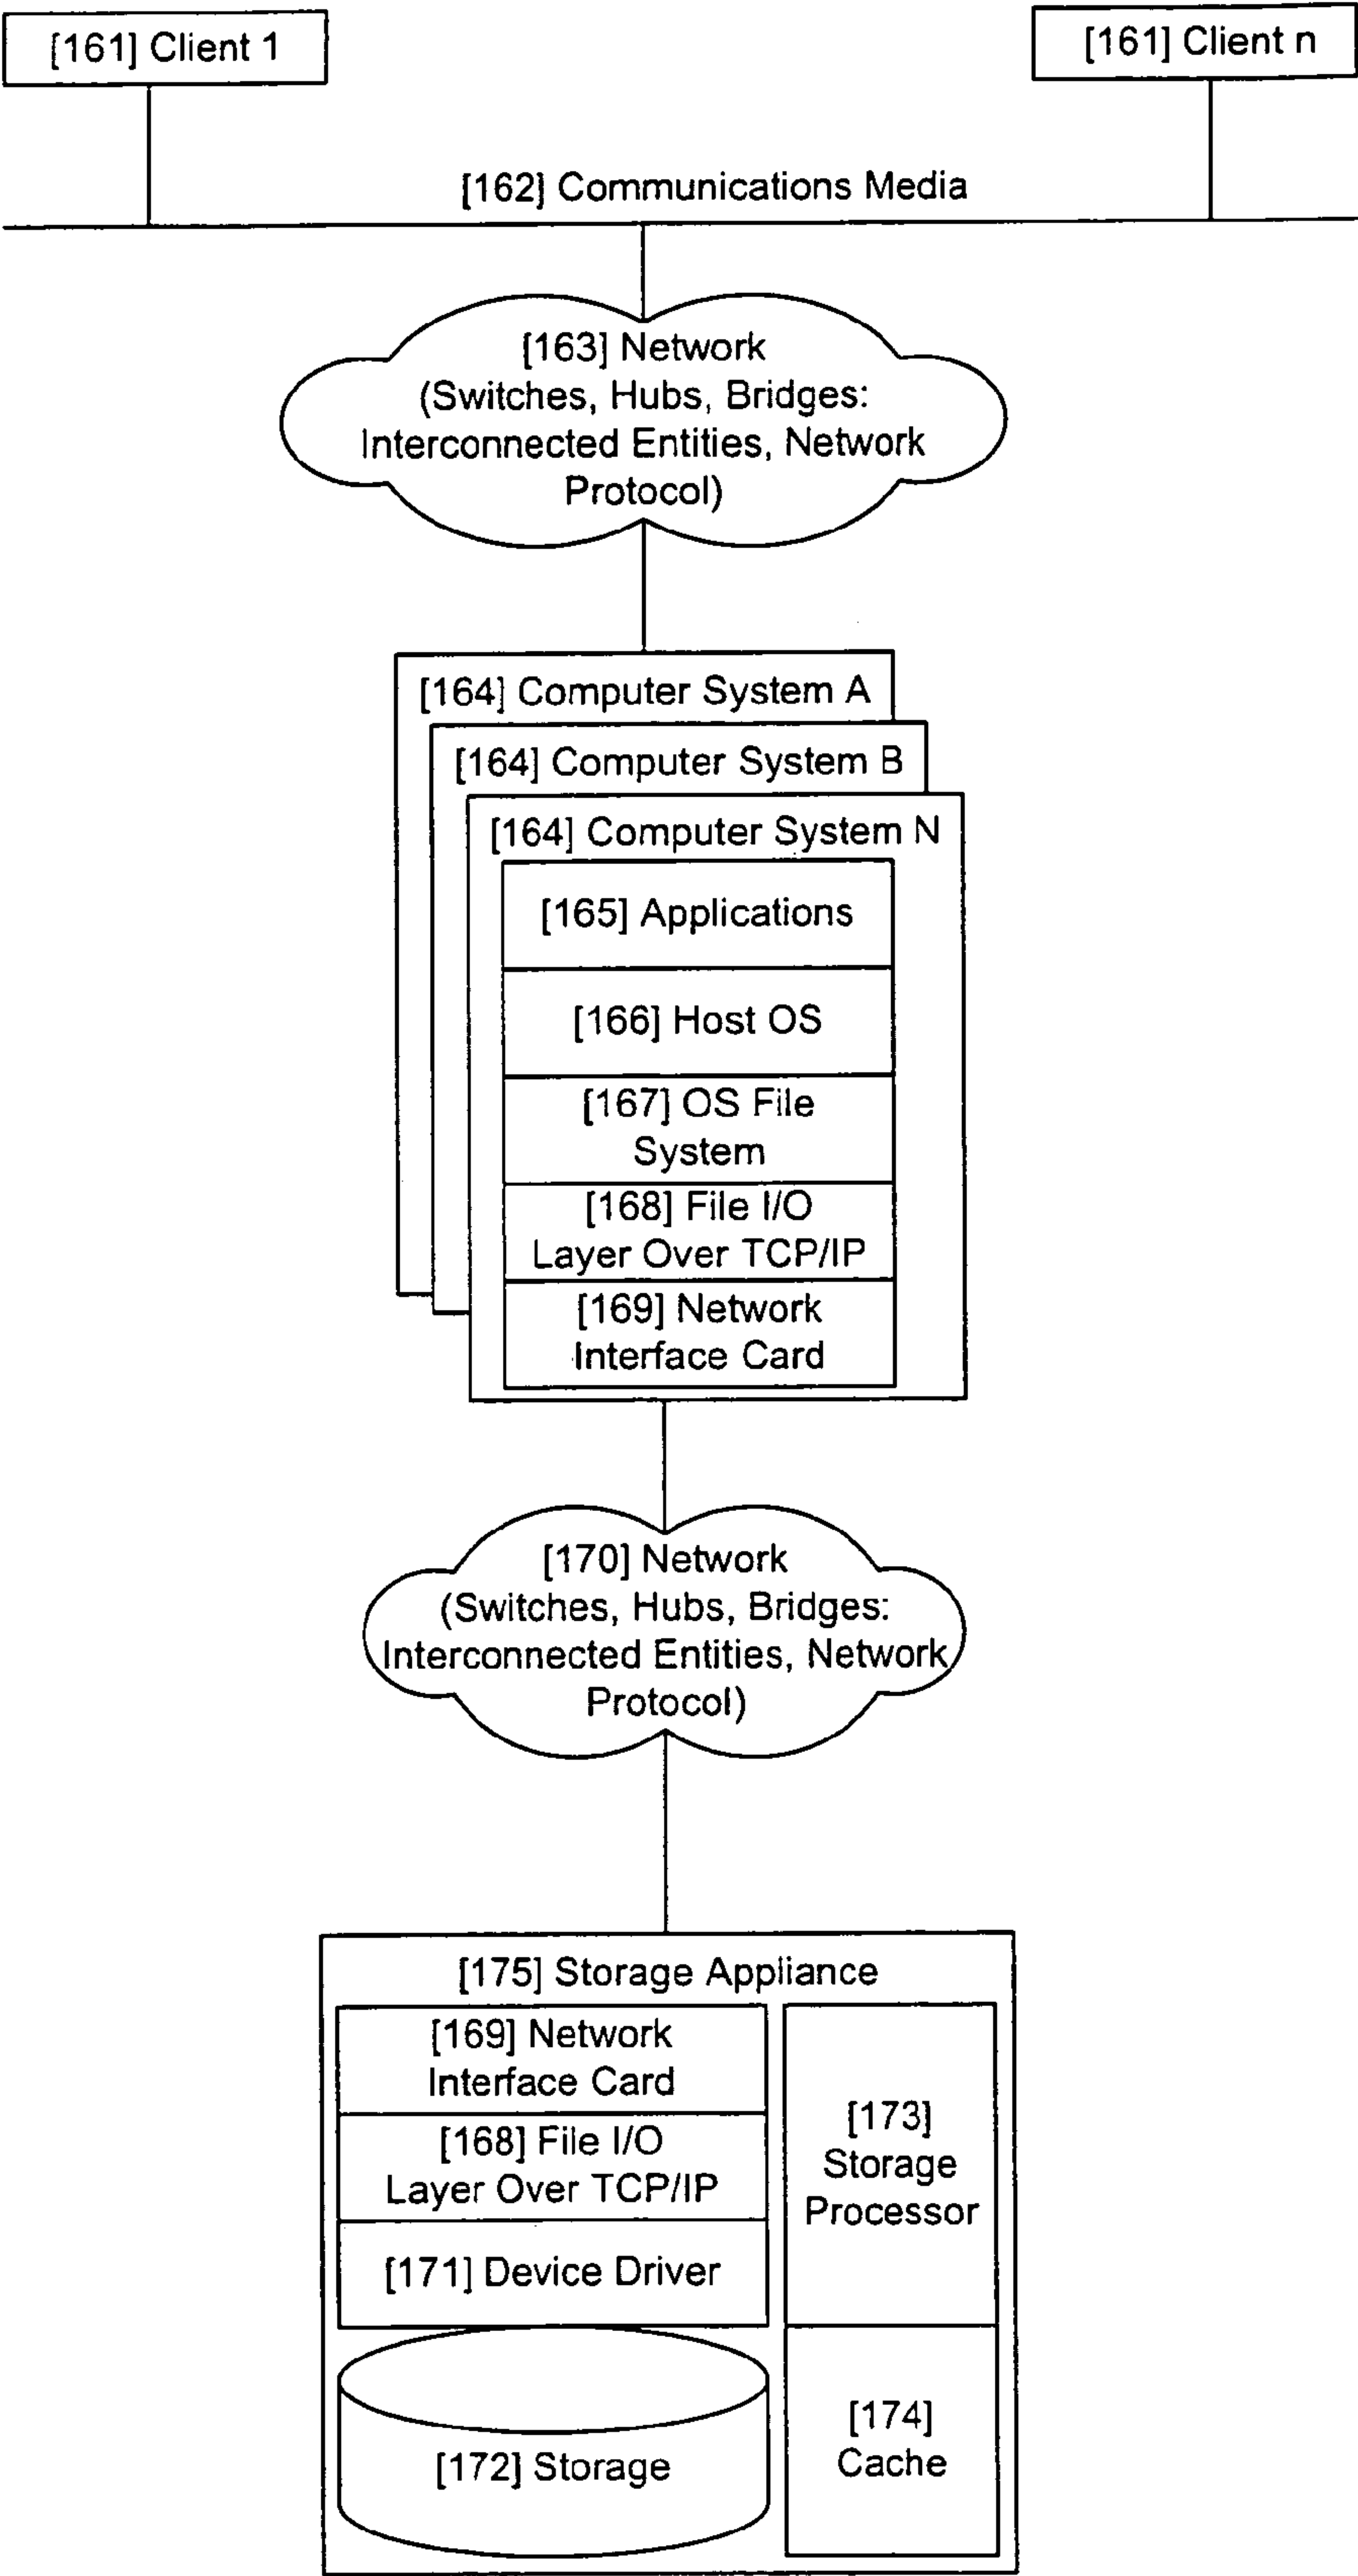 [161] Client 1
[161] Client n
[162] Communications Media
[163] Network
(Switches, Hubs, Bridges:
Interconnected Entities, Network
Protocol)
[164] Computer System A
[164] Computer System B
[164] Computer System N
[165] Applications
[166] Host OS
[167] OS File
System
[168] File I/O
Layer Over TCP/IP
[169] Network
Interface Card
[170] Network
(Switches, Hubs, Bridges:
Interconnected Entities, Network
Protocol)
[175] Storage Appliance
[169] Network
Interface Card
[168] File I/O
Layer Over TCP/IP
[171] Device Driver
[172] Storage
[173]
Storage
Processor
[174]
Cache